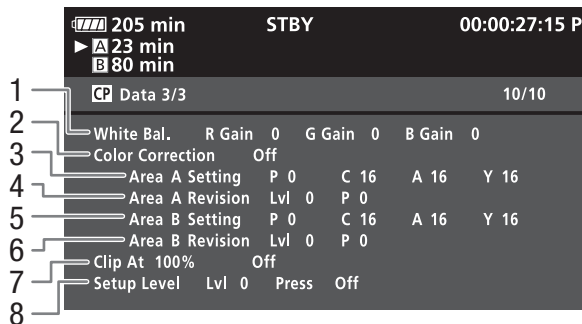 205 min STBY 00:00:27:15 P
A 23 min
B 80 min
CP Data 3/3 10/10
1 White Bal. R Gain 0 G Gain 0 B Gain 0
2 Color Correction Off
3 Area A Setting P 0 C 16 A 16 Y 16
4 Area A Revision Lvl 0 P 0
5 Area B Setting P 0 C 16 A 16 Y 16
6 Area B Revision Lvl 0 P 0
7 Clip At 100% Off
8 Setup Level Lvl 0 Press Off